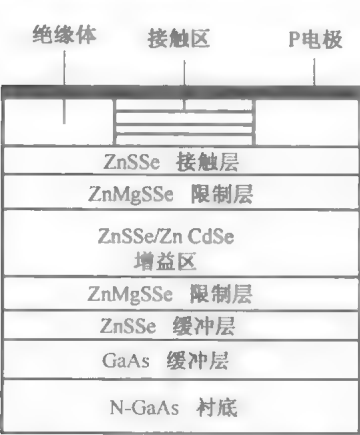 绝缘体 接触区 P电极
ZnSSe 接触层
ZnMgSSe 限制层
ZnSSe/Zn CdSe
增益区
ZnMgSSe 限制层
ZnSSe 缓冲层
GaAs 缓冲层
N-GaAs 衬底